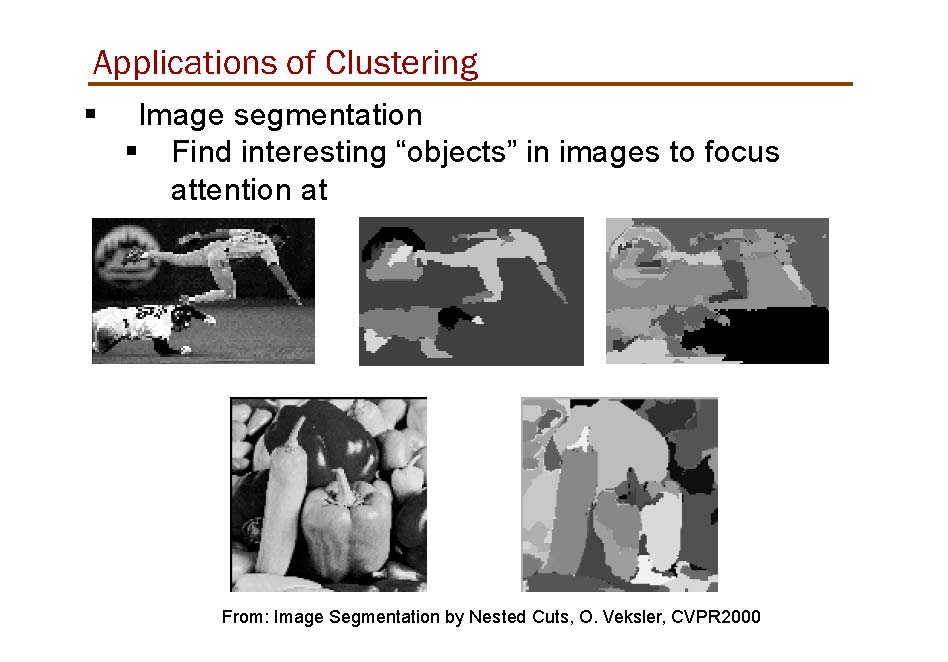 Applications of Clustering
▪ Image segmentation
▪ Find interesting “objects” in images to focus
attention at
From: Image Segmentation by Nested Cuts, O. Veksler, CVPR2000